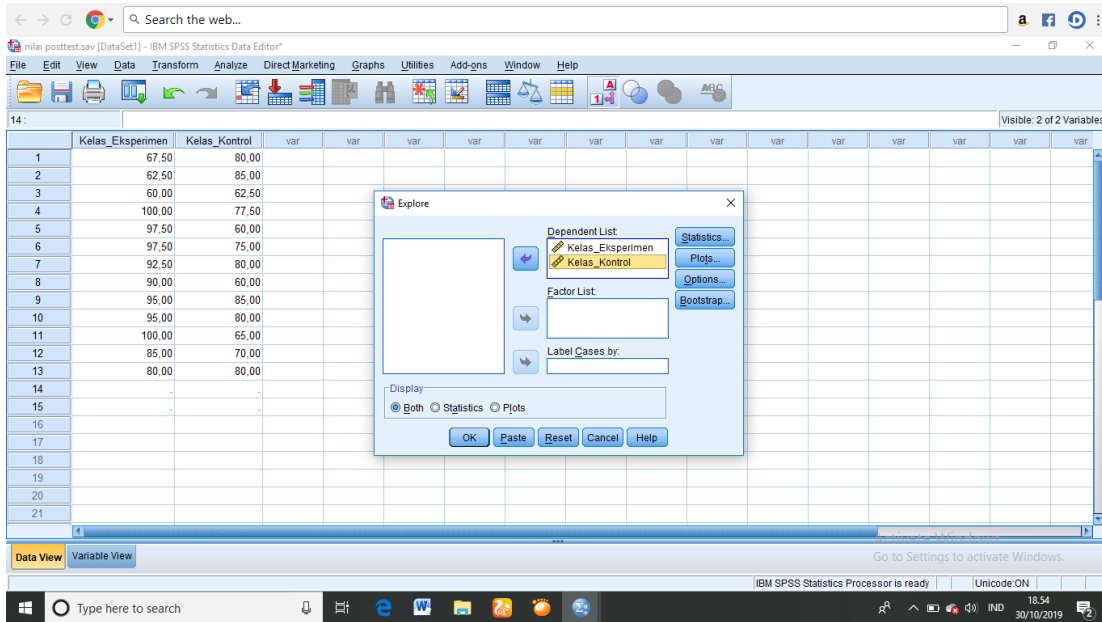 Search the web...
nilai posttest.sav [DataSet1] - IBM SPSS Statistics Data Editor*
File Edit View Data Transform Analyze Direct Marketing Graphs Utilities Add-ons Window Help
14 :
Visible: 2 of 2 Variables
Kelas_Eksperimen Kelas_Kontrol var var var var var var var var var var var var var var
1 67,50 80,00
2 62,50 85,00
3 60,00 62,50
4 100,00 77,50
5 97,50 60,00
6 97,50 75,00
7 92,50 80,00
8 90,00 60,00
9 95,00 85,00
10 95,00 80,00
11 100,00 65,00
12 85,00 70,00
13 80,00 80,00
14 . .
15 . .
16
17
18
19
20
21
Explore
Dependent List:
Kelas_Eksperimen
Kelas_Kontrol
Statistics...
Plots...
Options...
Bootstrap...
Factor List:
Label Cases by:
Display
Both Statistics Plots
OK Paste Reset Cancel Help
Data View Variable View
Activate Windows
Go to Settings to activate Windows.
IBM SPSS Statistics Processor is ready Unicode:ON
Type here to search
IND
18.54
30/10/2019